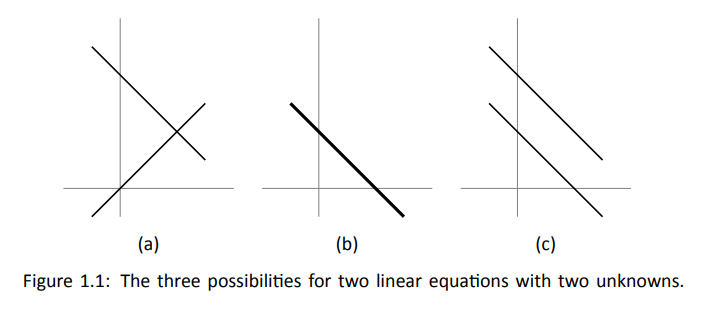 (a) (b) (c)
Figure 1.1: The three possibilities for two linear equations with two unknowns.